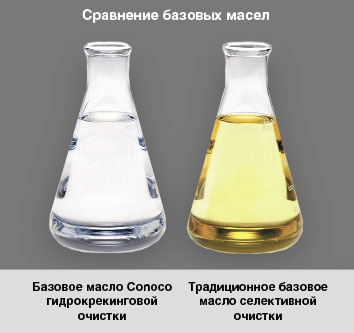 Сравнение базовых масел
Базовое масло Conoco
гидрокрекинговой
очистки
Традиционное базовое
масло селективной
очистки